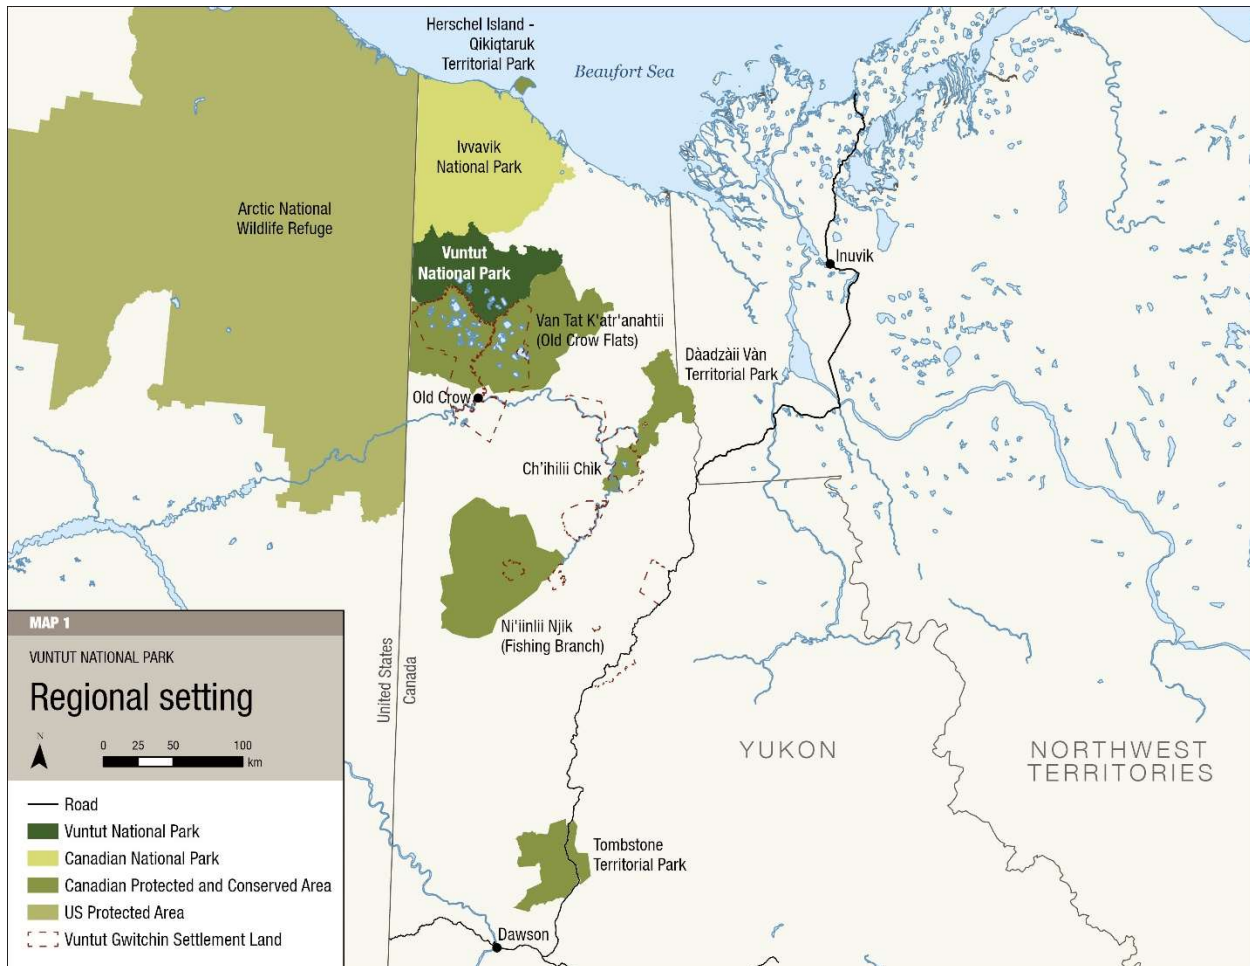 Herschel Island -
Qikiqtaruk
Territorial Park
Beaufort Sea
Ivvavik
National Park
Arctic National
Wildlife Refuge
Vuntut
National Park
Inuvik
Van Tat K'atr'anahtii
(Old Crow Flats)
Dàadzàii Vàn
Territorial Park
Old Crow
Ch'ihilii Chìk
Ni'iinlii Njik
(Fishing Branch)
United States
Canada
YUKON
NORTHWEST
TERRITORIES
Tombstone
Territorial Park
Dawson
MAP 1
VUNTUT NATIONAL PARK
Regional setting
N
0 25 50 100
km
Road
Vuntut National Park
Canadian National Park
Canadian Protected and Conserved Area
US Protected Area
Vuntut Gwitchin Settlement Land